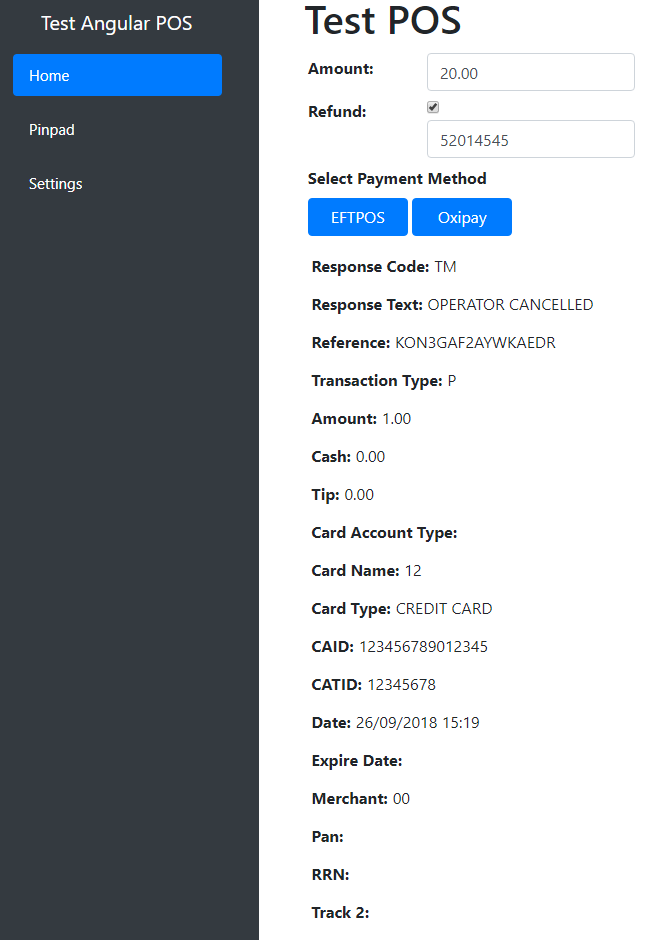 Test Angular POS
Home
Pinpad
Settings
Test POS
Amount: 20.00
Refund:
52014545
Select Payment Method
EFTPOS Oxipay
Response Code: TM
Response Text: OPERATOR CANCELLED
Reference: KON3GAF2AYWKAEDR
Transaction Type: P
Amount: 1.00
Cash: 0.00
Tip: 0.00
Card Account Type:
Card Name: 12
Card Type: CREDIT CARD
CAID: 123456789012345
CATID: 12345678
Date: 26/09/2018 15:19
Expire Date:
Merchant: 00
Pan:
RRN:
Track 2: